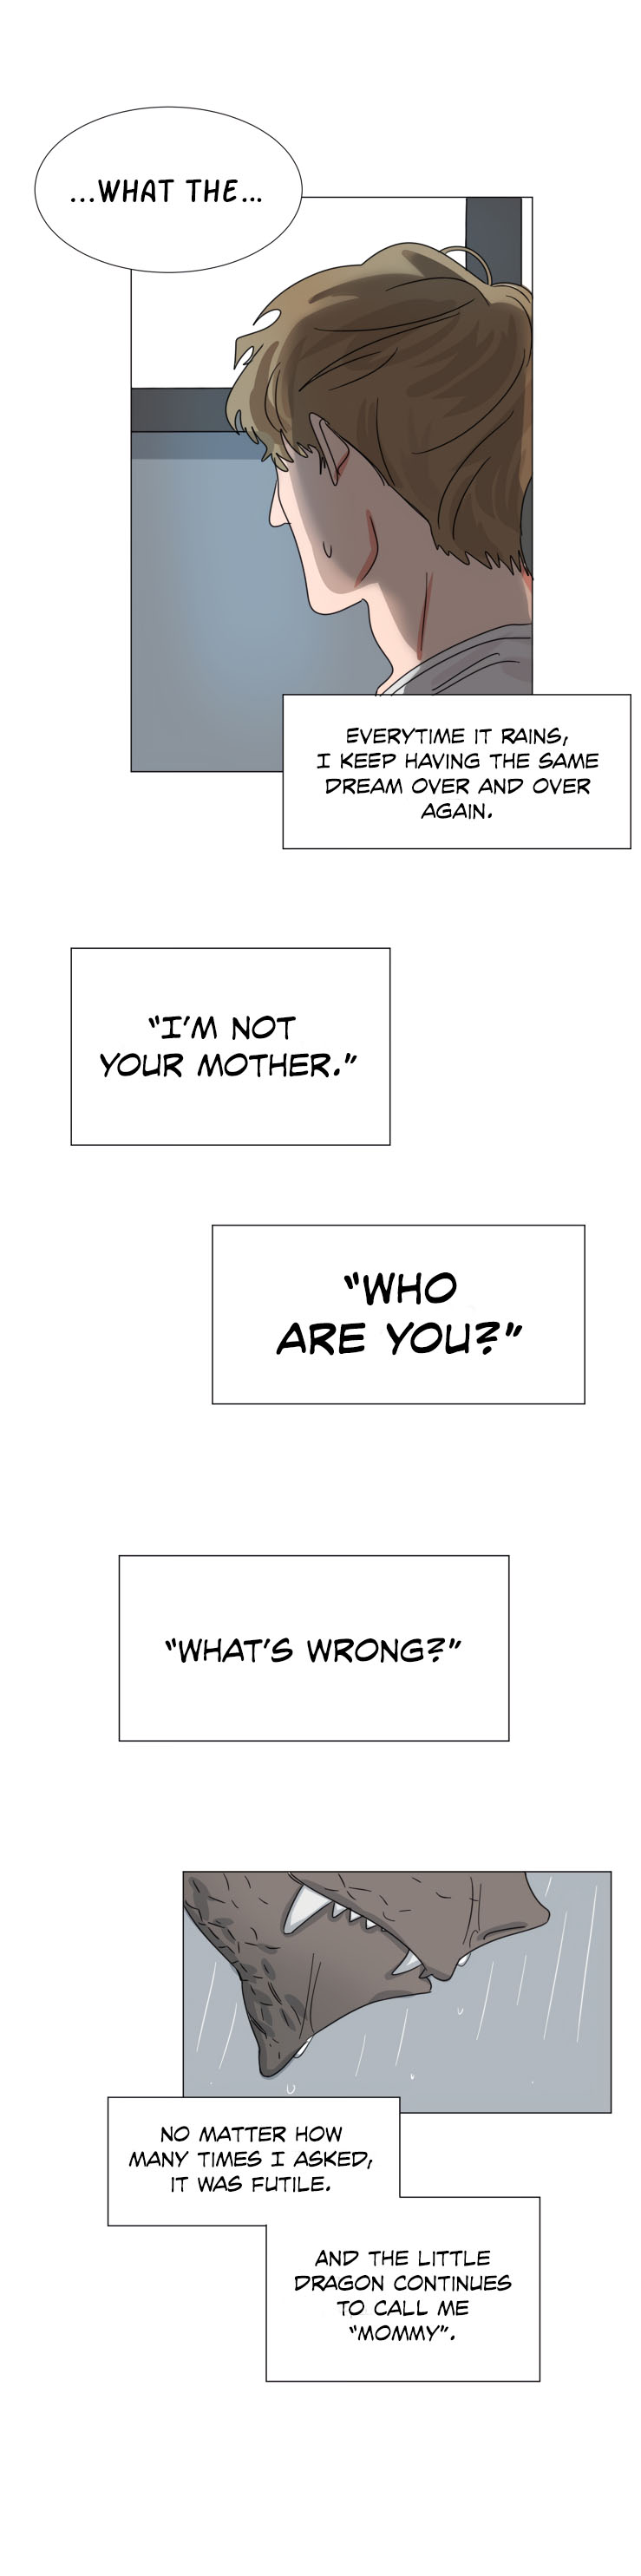 ...WHAT THE...
EVERYTIME IT RAINS,
I KEEP HAVING THE SAME
DREAM OVER AND OVER
AGAIN.
"I'M NOT
YOUR MOTHER."
"WHO
ARE YOU?"
"WHAT'S WRONG?"
NO MATTER HOW
MANY TIMES I ASKED,
IT WAS FUTILE.
AND THE LITTLE
DRAGON CONTINUES
TO CALL ME
"MOMMY".